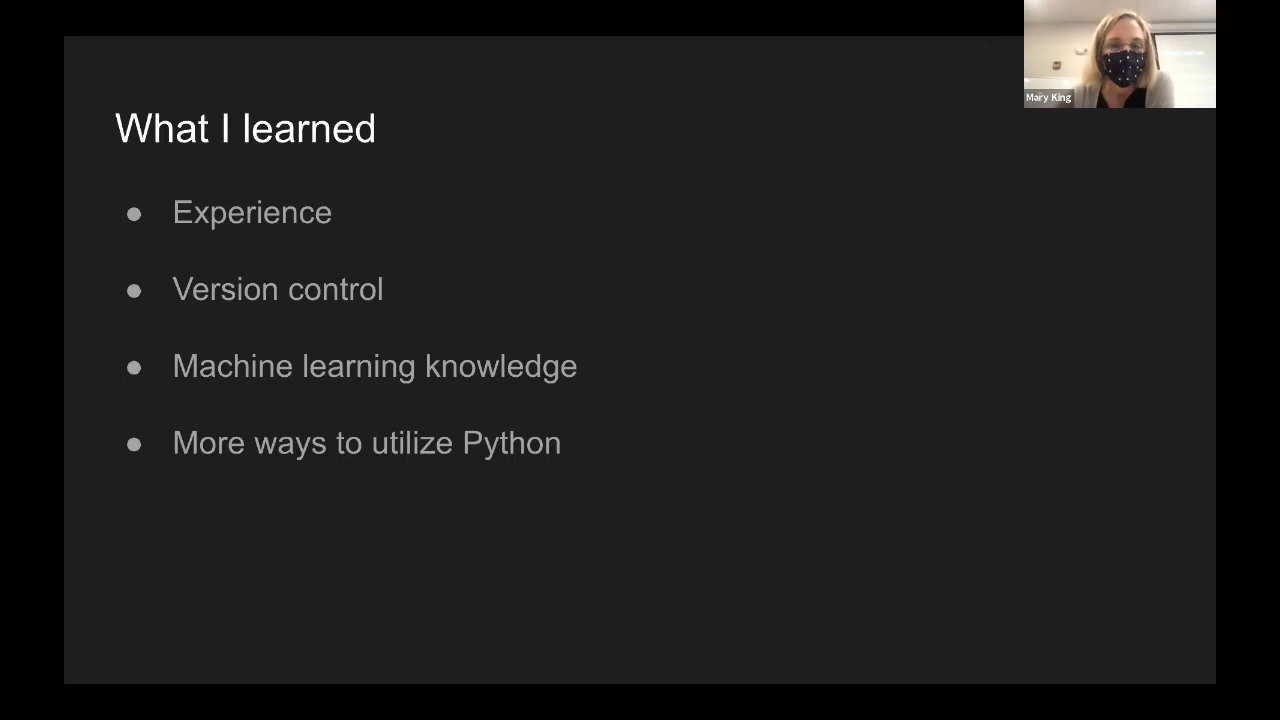 What I learned
● Experience
● Version control
● Machine learning knowledge
● More ways to utilize Python
Mary King